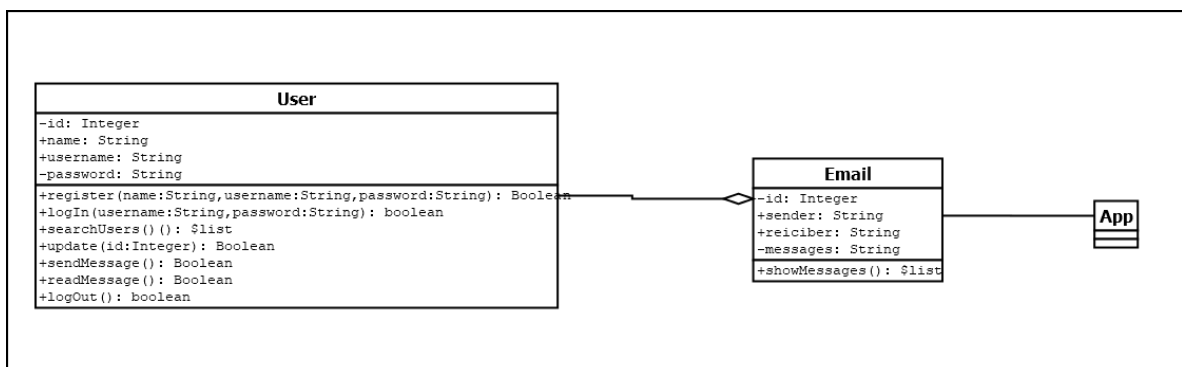 User
-id: Integer
+name: String
+username: String
-password: String
+register(name:String,username:String,password:String): Boolean
+logIn(username:String,password:String): boolean
+searchUsers()(): $list
+update(id:Integer): Boolean
+sendMessage(): Boolean
+readMessage(): Boolean
+logOut(): boolean
Email
-id: Integer
+sender: String
+reiciber: String
-messages: String
+showMessages(): $list
App